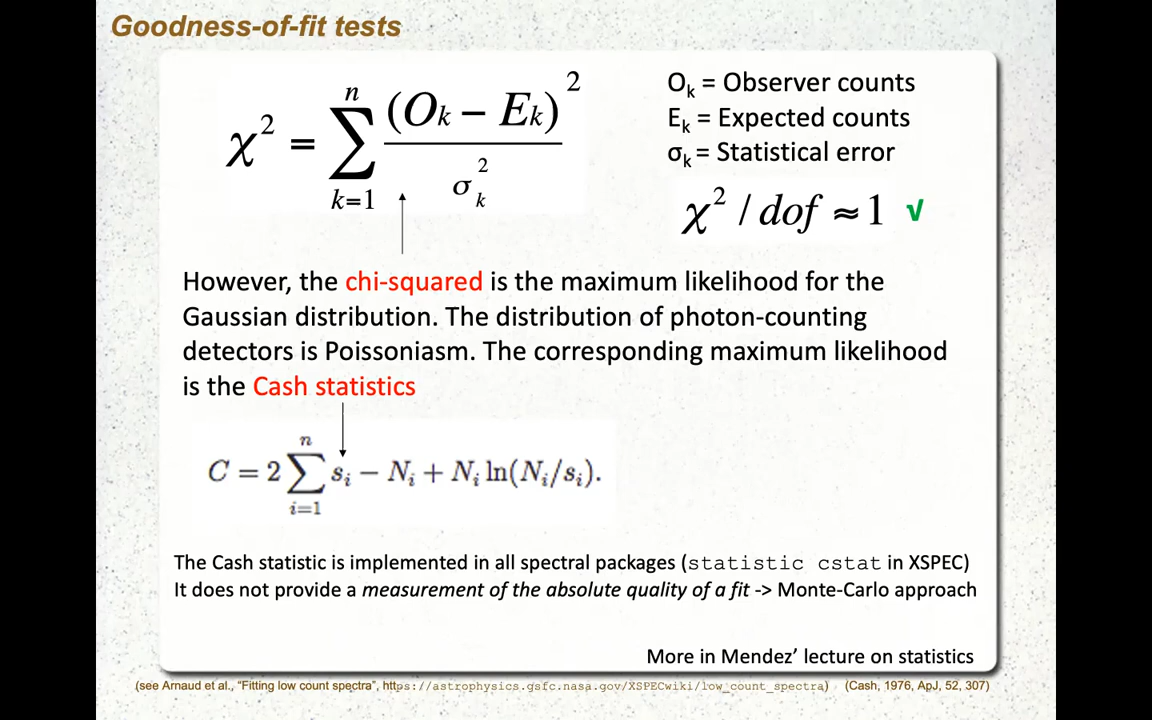 Goodness-of-fit tests
χ² = ∑ₖ₌₁ⁿ (Oₖ − Eₖ)² / σₖ²
Oₖ = Observer counts
Eₖ = Expected counts
σₖ = Statistical error
χ² / dof ≈ 1 √
However, the chi-squared is the maximum likelihood for the
Gaussian distribution. The distribution of photon-counting
detectors is Poissoniasm. The corresponding maximum likelihood
is the Cash statistics
C = 2 ∑ᵢ₌₁ⁿ sᵢ − Nᵢ + Nᵢ ln(Nᵢ/sᵢ).
The Cash statistic is implemented in all spectral packages (statistic cstat in XSPEC)
It does not provide a measurement of the absolute quality of a fit -> Monte-Carlo approach
More in Mendez’ lecture on statistics
(see Arnaud et al., “Fitting low count spectra”, https://astrophysics.gsfc.nasa.gov/XSPECwiki/low_count_spectra) (Cash, 1976, ApJ, 52, 307)